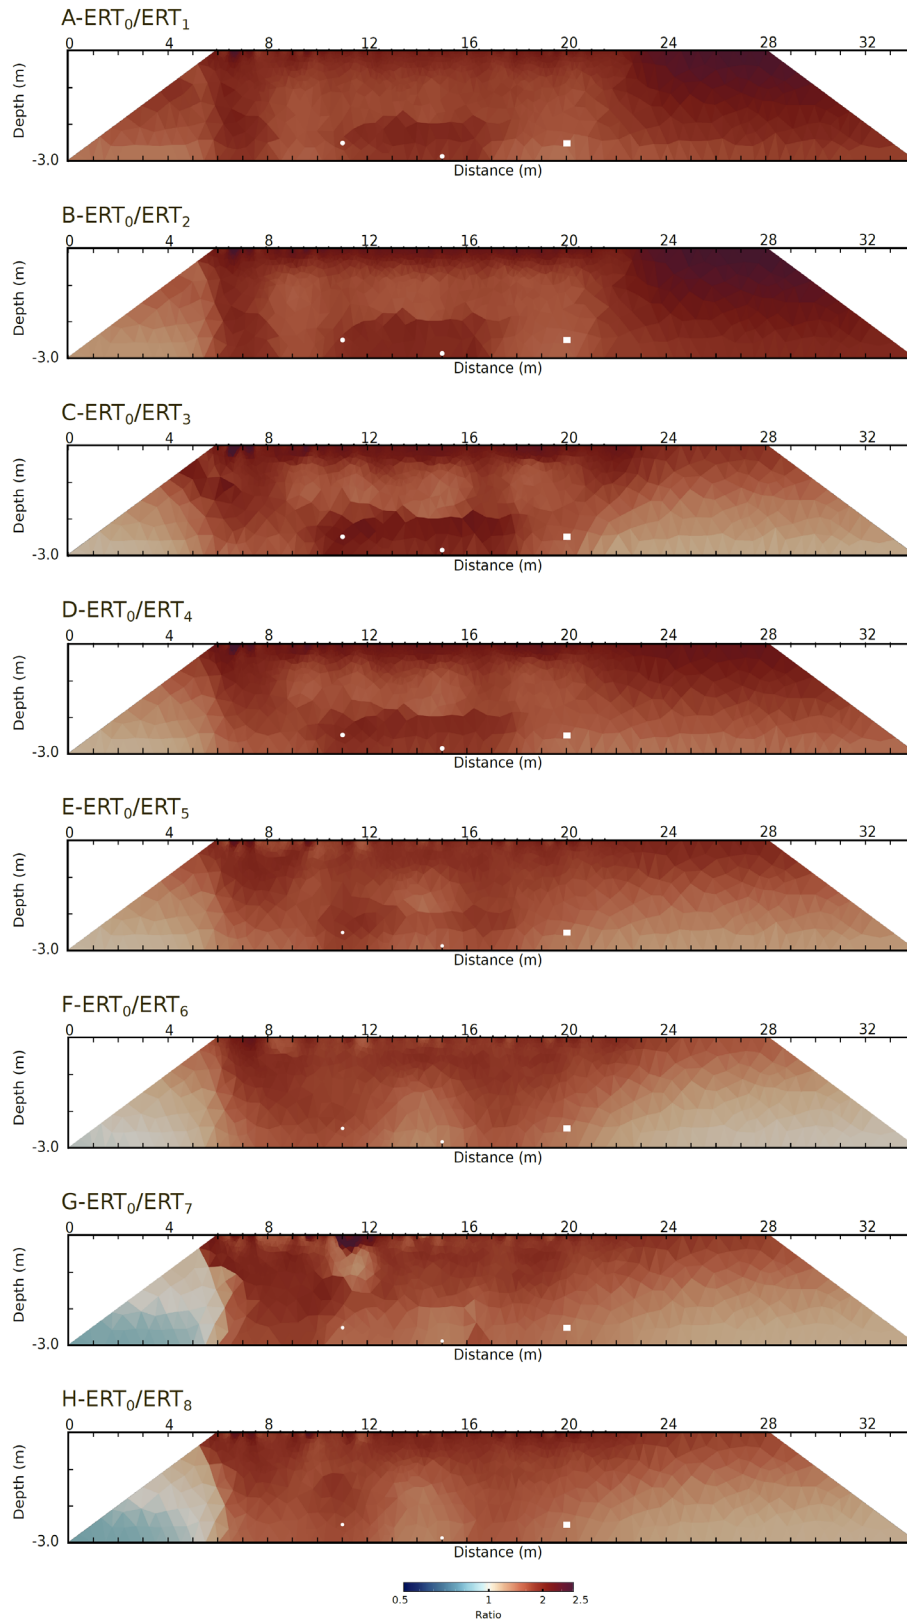 A-ERT0/ERT1
0 4 8 12 16 20 24 28 32
Depth (m)
-3.0
Distance (m)
B-ERT0/ERT2
0 4 8 12 16 20 24 28 32
Depth (m)
-3.0
Distance (m)
C-ERT0/ERT3
0 4 8 12 16 20 24 28 32
Depth (m)
-3.0
Distance (m)
D-ERT0/ERT4
0 4 8 12 16 20 24 28 32
Depth (m)
-3.0
Distance (m)
E-ERT0/ERT5
0 4 8 12 16 20 24 28 32
Depth (m)
-3.0
Distance (m)
F-ERT0/ERT6
0 4 8 12 16 20 24 28 32
Depth (m)
-3.0
Distance (m)
G-ERT0/ERT7
0 4 8 12 16 20 24 28 32
Depth (m)
-3.0
Distance (m)
H-ERT0/ERT8
0 4 8 12 16 20 24 28 32
Depth (m)
-3.0
Distance (m)
0.5 1 2 2.5
Ratio